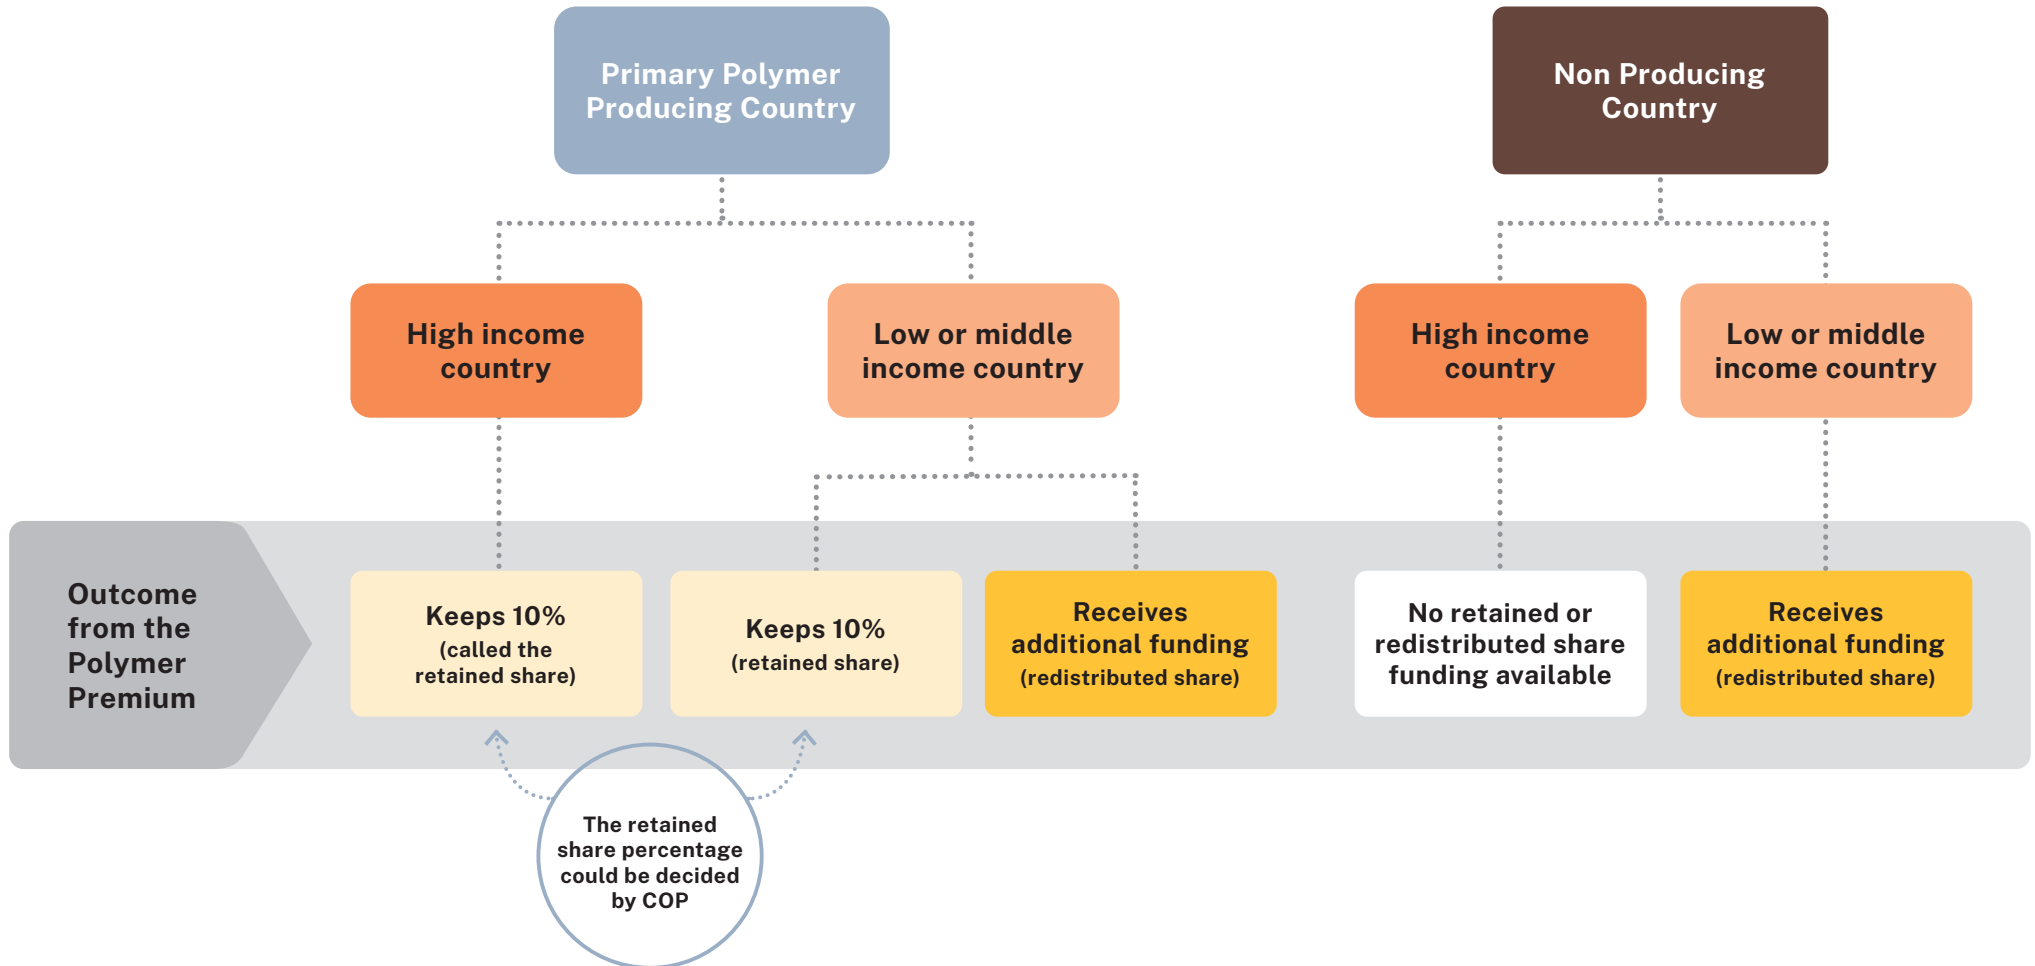 Primary Polymer
Producing Country
Non Producing
Country
High income
country
Low or middle
income country
High income
country
Low or middle
income country
Outcome
from the
Polymer
Premium
Keeps 10%
(called the
retained share)
Keeps 10%
(retained share)
Receives
additional funding
(redistributed share)
No retained or
redistributed share
funding available
Receives
additional funding
(redistributed share)
The retained
share percentage
could be decided
by COP